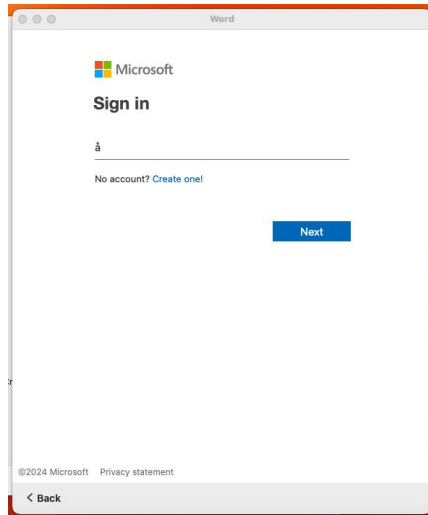 Word
Microsoft
Sign in
å
No account? Create one!
Next
©2024 Microsoft Privacy statement
< Back